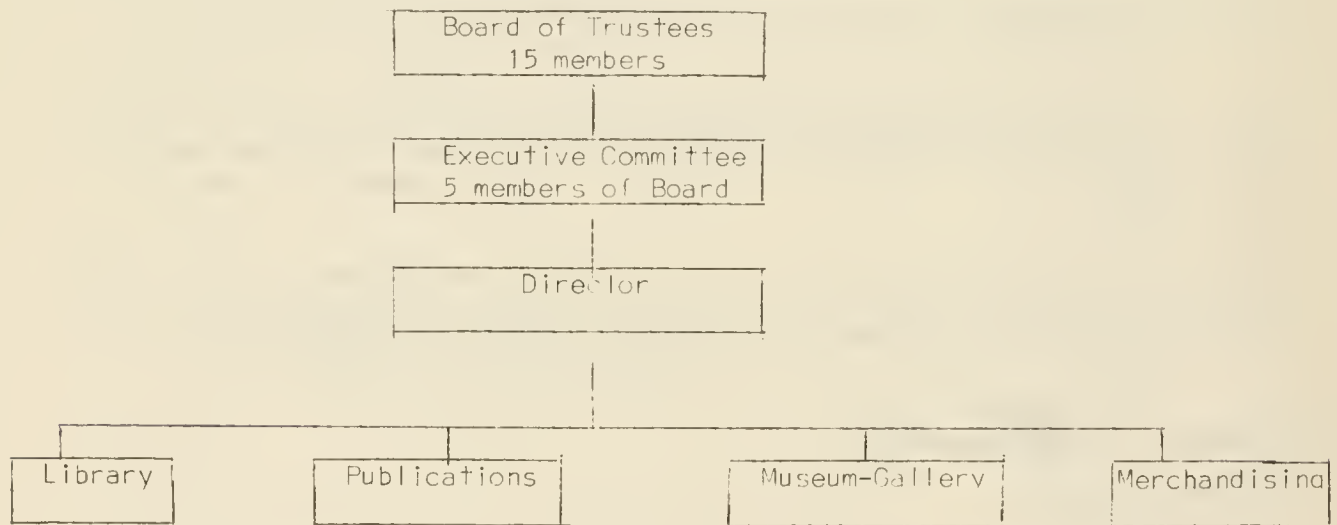 Board of Trustees
15 members
Executive Committee
5 members of Board
Director
Library
Publications
Museum-Gallery
Merchandising